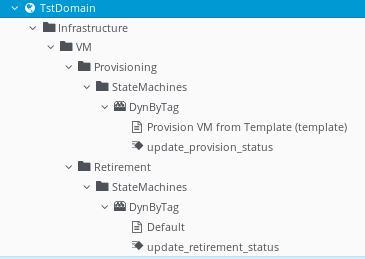 TstDomain
Infrastructure
VM
Provisioning
StateMachines
DynByTag
Provision VM from Template (template)
update_provision_status
Retirement
StateMachines
DynByTag
Default
update_retirement_status